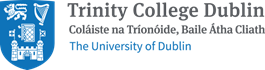 Trinity College Dublin
Coláiste na Tríonóide, Baile Átha Cliath
The University of Dublin